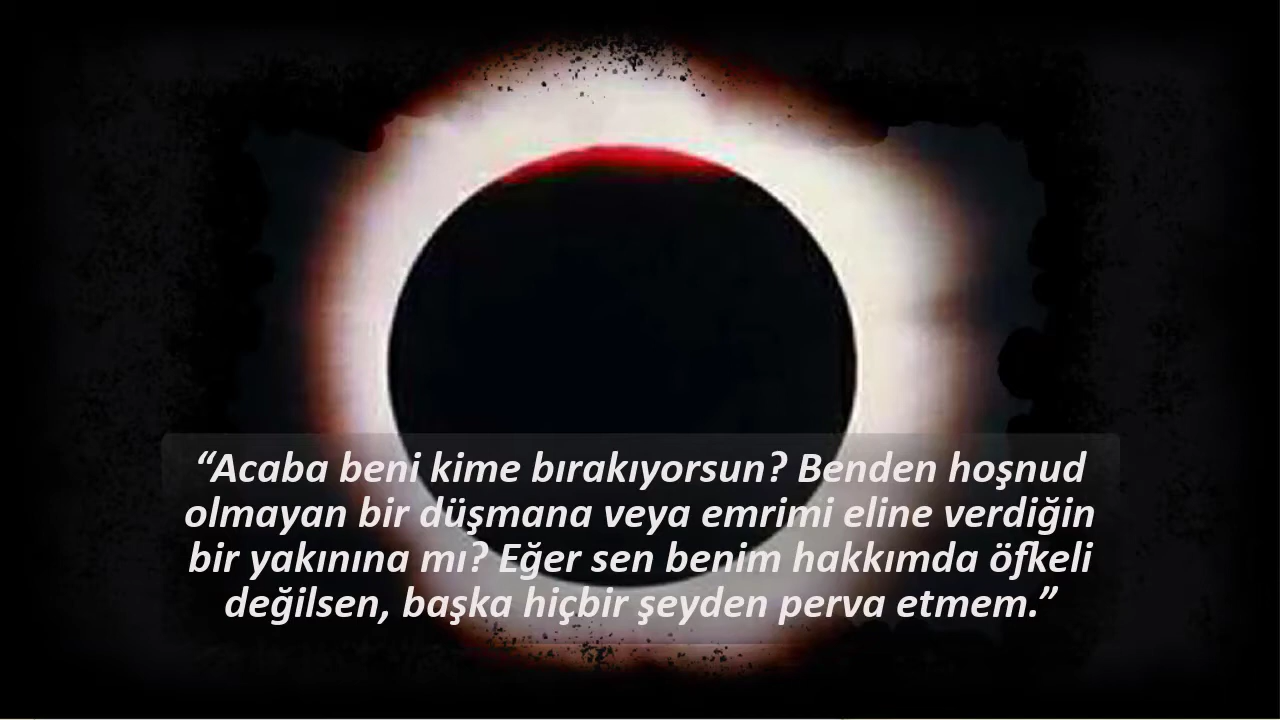 “Acaba beni kime bırakıyorsun? Benden hoşnud
olmayan bir düşmana veya emrimi eline verdiğin
bir yakınına mı? Eğer sen benim hakkımda öfkeli
değilsen, başka hiçbir şeyden perva etmem.”